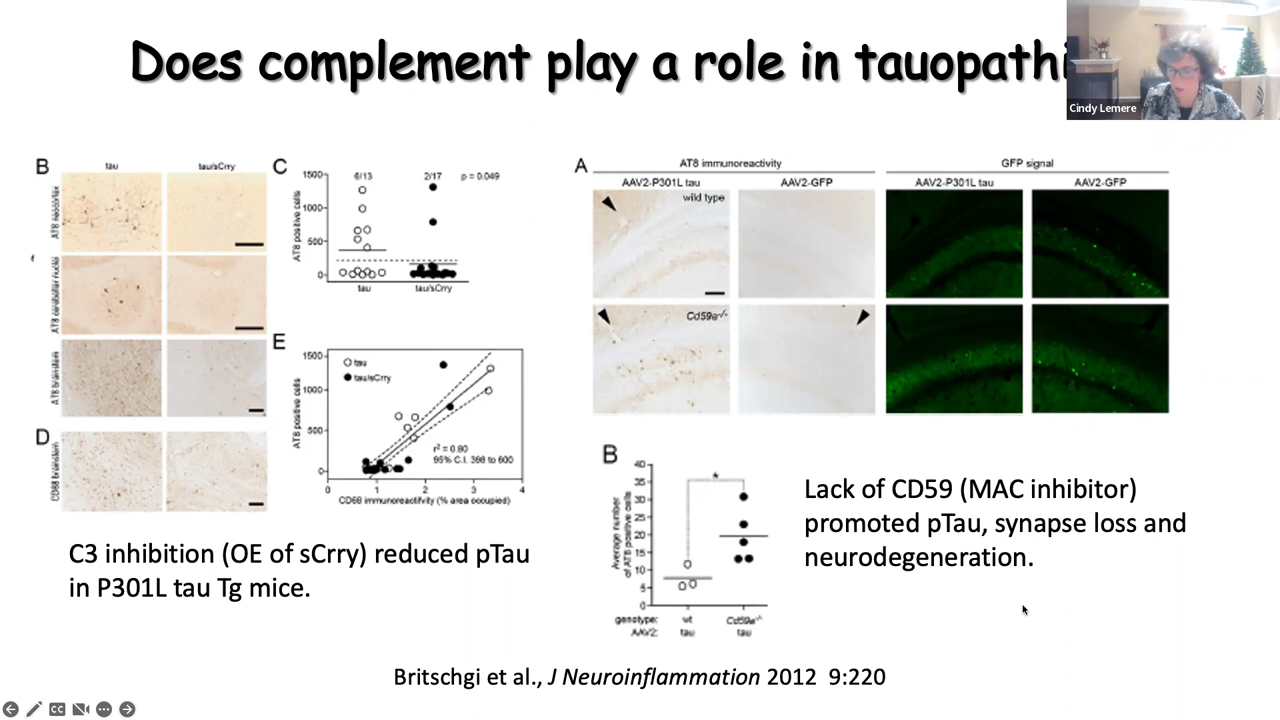 Does complement play a role in tauopathi
Cindy Lemere
B
tau
tau/sCrry
AT8 neocortex
AT8 cerebellar nuclei
AT8 brainstem
D
CD68 brainstem
C
AT8 positive cells
1500
1000
500
0
6/13
2/17
p = 0.049
tau
tau/sCrry
E
AT8 positive cells
1500
1000
500
0
tau
tau/sCrry
r² = 0.80
95% C.I. 398 to 600
0 1 2 3 4
CD68 immunoreactifvity (% area occupied)
C3 inhibition (OE of sCrry) reduced pTau
in P301L tau Tg mice.
A
AT8 immunoreactivity
GFP signal
AAV2-P301L tau
AAV2-GFP
AAV2-P301L tau
AAV2-GFP
wild type
Cd59a-/-
B
Average number
of AT8 positive cells
40
35
30
25
20
15
10
5
0
*
genotype: wt Cd59a-/-
AAV2: tau tau
Lack of CD59 (MAC inhibitor)
promoted pTau, synapse loss and
neurodegeneration.
Britschgi et al., J Neuroinflammation 2012 9:220
CC